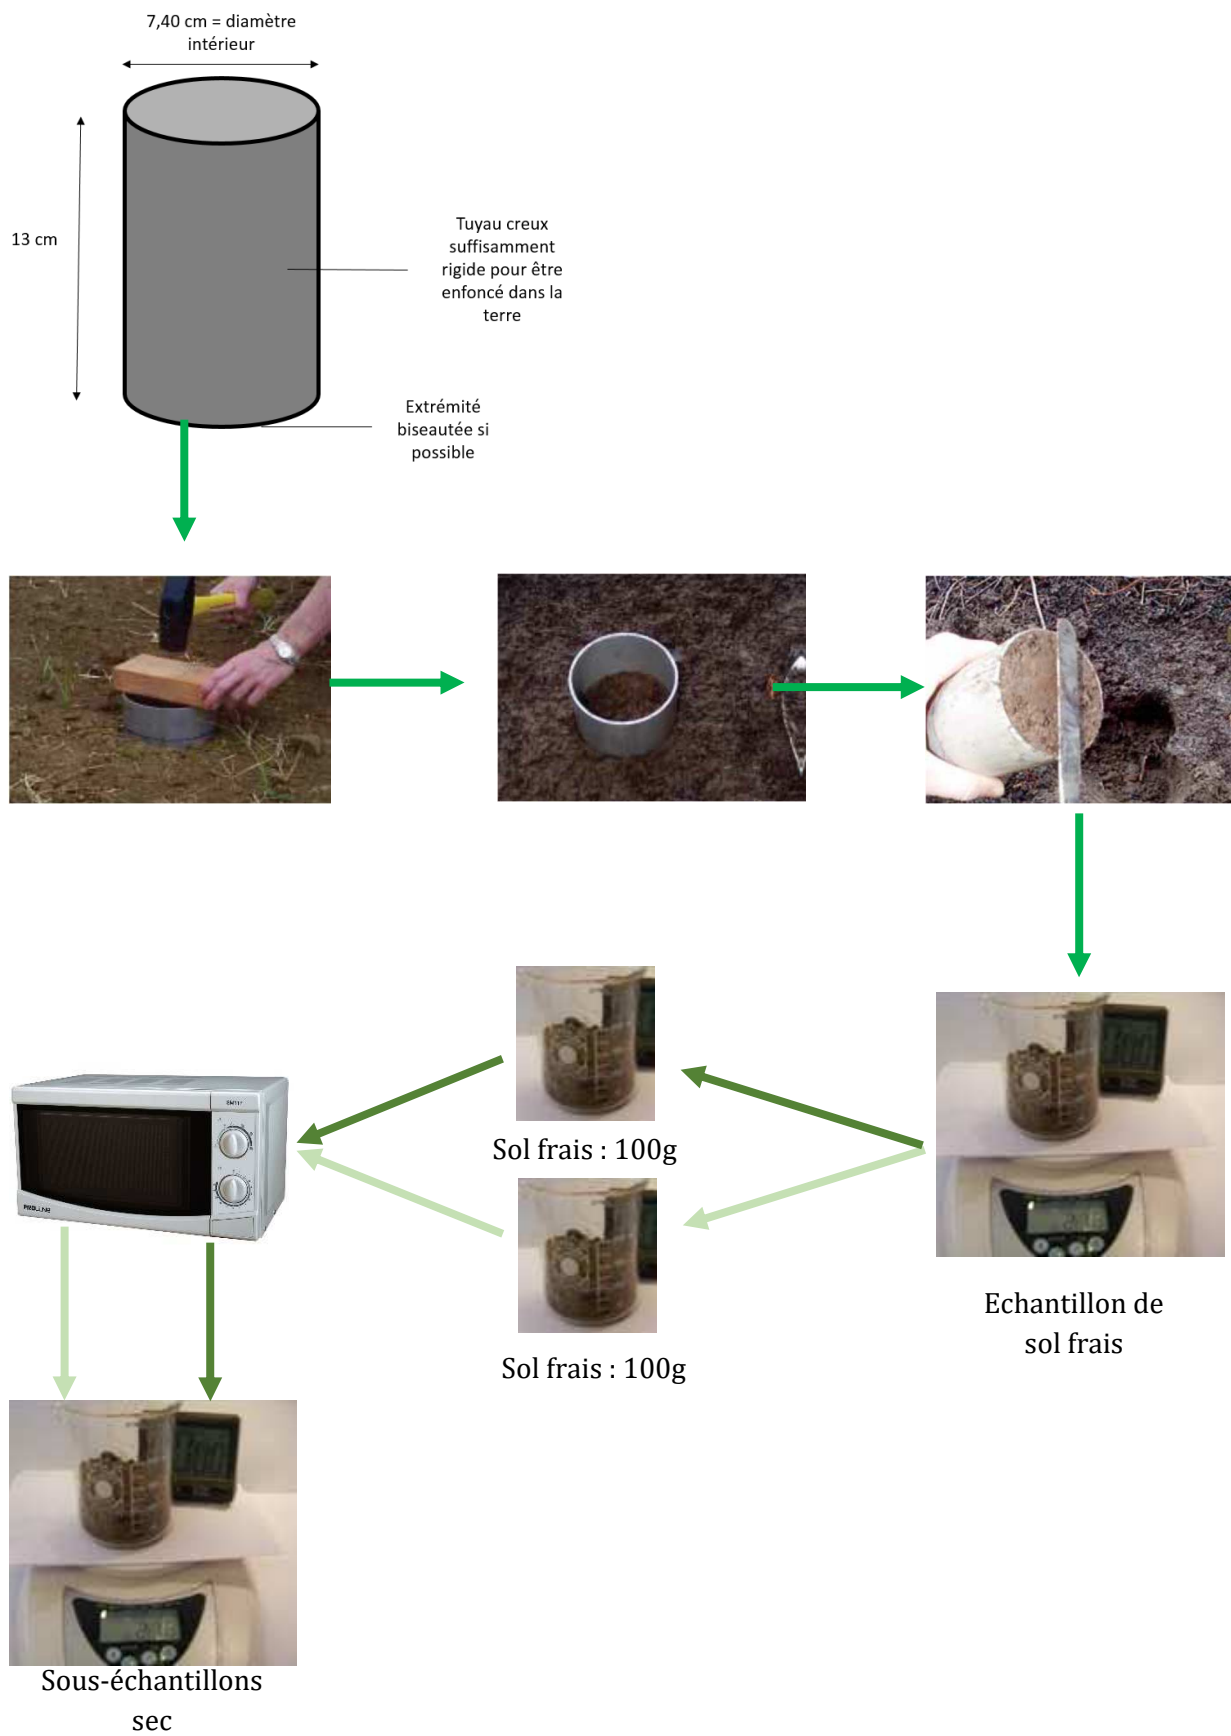 7,40 cm = diamètre
intérieur
13 cm
Tuyau creux
suffisamment
rigide pour être
enfoncé dans la
terre
Extrémité
biseautée si
possible
Sol frais : 100g
Sol frais : 100g
Echantillon de
sol frais
PROLINE
Sous-échantillons
sec